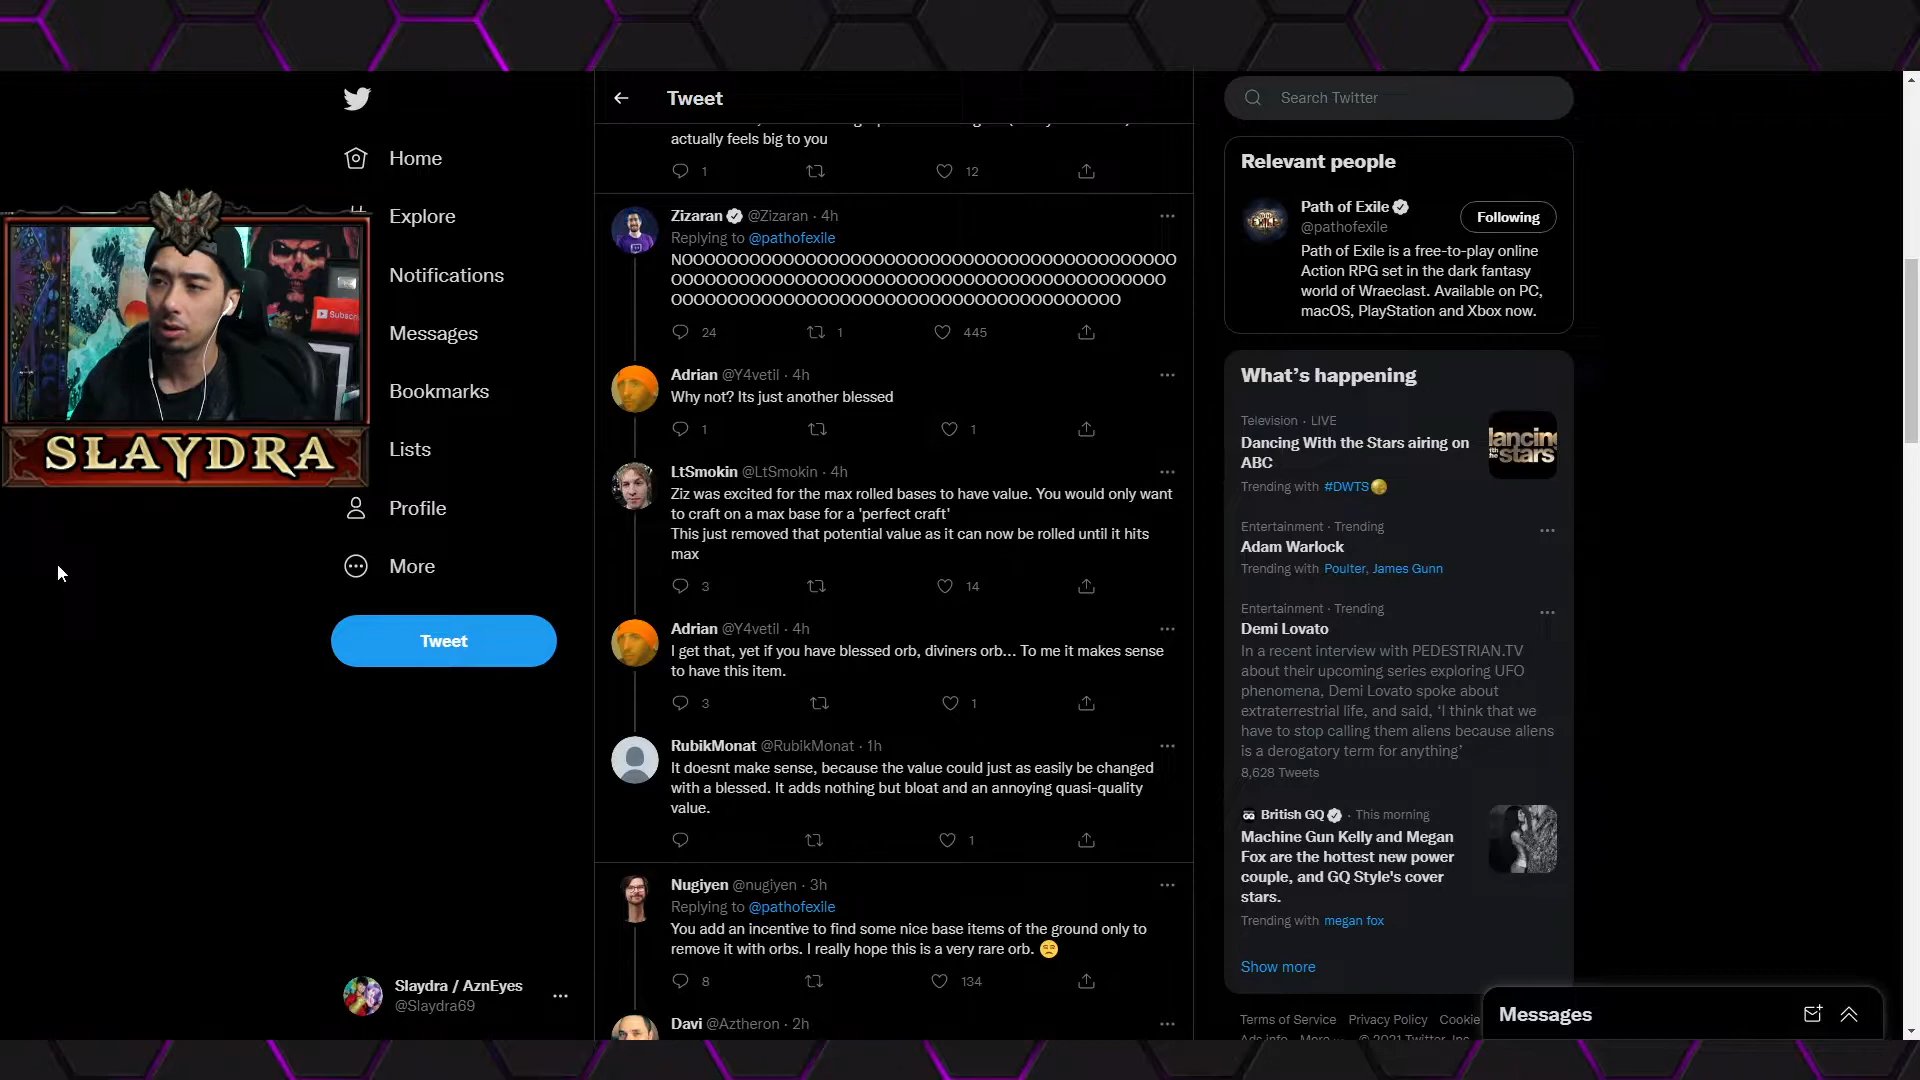 Tweet
actually feels big to you
1
12
Zizaran @Zizaran · 4h
Replying to @pathofexile
NOOOOOOOOOOOOOOOOOOOOOOOOOOOOOOOOOOOOOOOOOOO
OOOOOOOOOOOOOOOOOOOOOOOOOOOOOOOOOOOOOOOOOOOO
OOOOOOOOOOOOOOOOOOOOOOOOOOOOOOOOOOOOOOOO
24
1
445
Adrian @Y4vetil · 4h
Why not? Its just another blessed
1
1
LtSmokin @LtSmokin · 4h
Ziz was excited for the max rolled bases to have value. You would only want
to craft on a max base for a 'perfect craft'
This just removed that potential value as it can now be rolled until it hits
max
3
14
Adrian @Y4vetil · 4h
I get that, yet if you have blessed orb, diviners orb... To me it makes sense
to have this item.
3
1
RubikMonat @RubikMonat · 1h
It doesnt make sense, because the value could just as easily be changed
with a blessed. It adds nothing but bloat and an annoying quasi-quality
value.
1
Nugiyen @nugiyen · 3h
Replying to @pathofexile
You add an incentive to find some nice base items of the ground only to
remove it with orbs. I really hope this is a very rare orb. 😒
8
134
Davi @Aztheron · 2h
Home
Explore
Notifications
Messages
Bookmarks
Lists
Profile
More
Tweet
Slaydra / AznEyes
@Slaydra69
SLAYDRA
Search Twitter
Relevant people
Path of Exile
@pathofexile
Following
Path of Exile is a free-to-play online
Action RPG set in the dark fantasy
world of Wraeclast. Available on PC,
macOS, PlayStation and Xbox now.
What's happening
Television · LIVE
Dancing With the Stars airing on
ABC
Trending with #DWTS
Entertainment · Trending
Adam Warlock
Trending with Poulter, James Gunn
Entertainment · Trending
Demi Lovato
In a recent interview with PEDESTRIAN.TV
about their upcoming series exploring UFO
phenomena, Demi Lovato spoke about
extraterrestrial life, and said, 'I think that we
have to stop calling them aliens because aliens
is a derogatory term for anything'
8,628 Tweets
British GQ · This morning
Machine Gun Kelly and Megan
Fox are the hottest new power
couple, and GQ Style's cover
stars.
Trending with megan fox
Show more
Terms of Service Privacy Policy Cookie
Messages